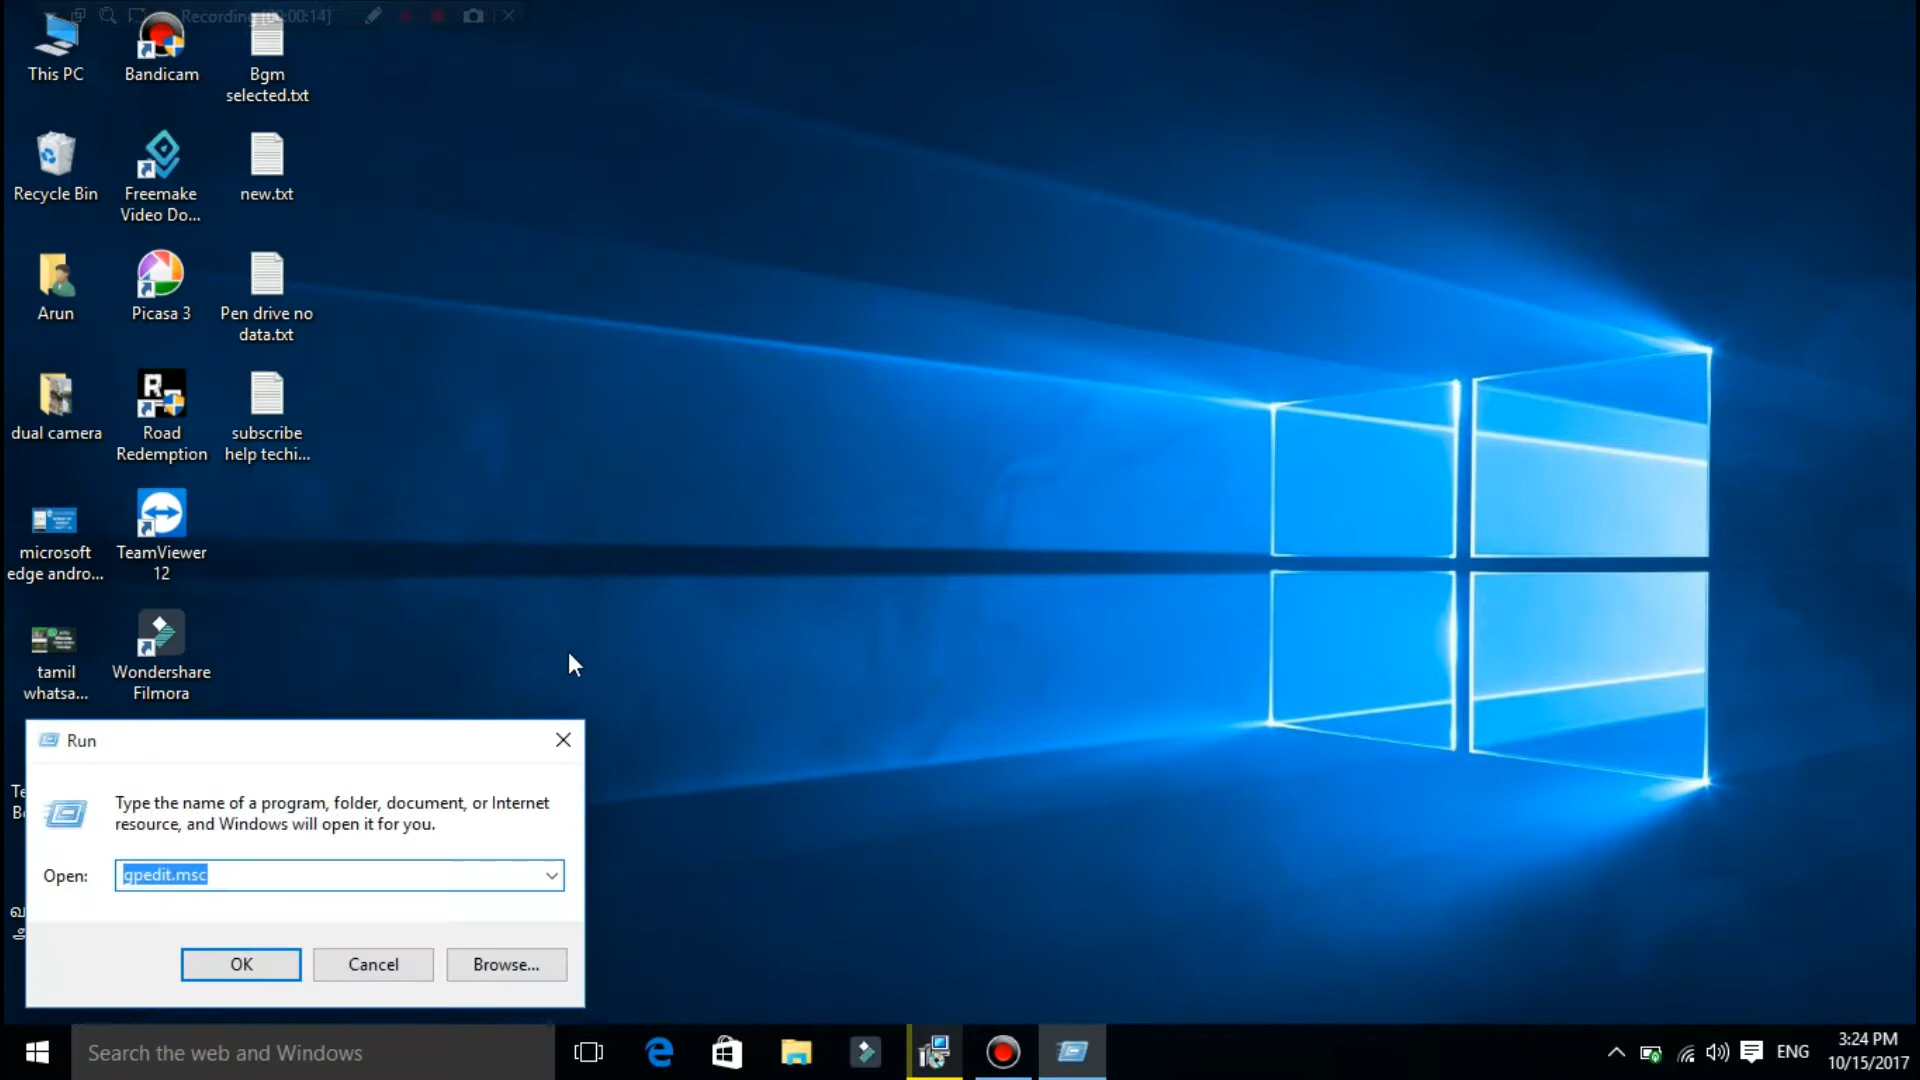 Recording [00:00:14]
This PC
Bandicam
Bgm
selected.txt
Recycle Bin
Freemake
Video Do...
new.txt
Arun
Picasa 3
Pen drive no
data.txt
dual camera
Road
Redemption
subscribe
help techi...
microsoft
edge andro...
TeamViewer
12
tamil
whatsa...
Wondershare
Filmora
Run
Type the name of a program, folder, document, or Internet
resource, and Windows will open it for you.
Open:
gpedit.msc
OK
Cancel
Browse...
Search the web and Windows
ENG
3:24 PM
10/15/2017